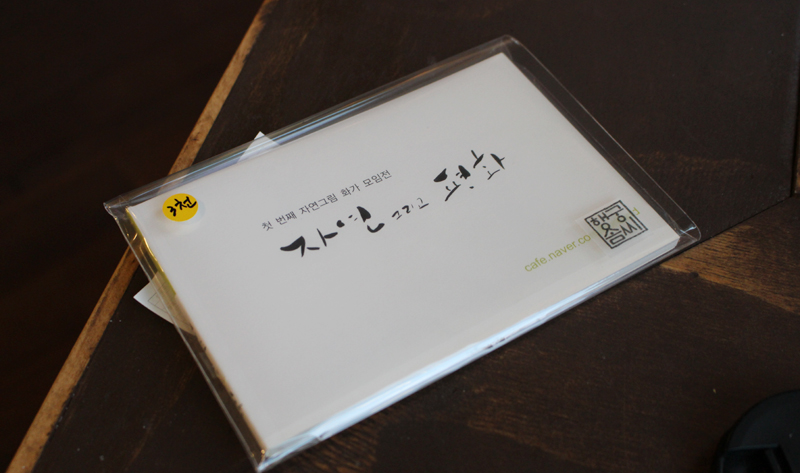 3천
첫 번째 자연그림 화가 모임전
자연 그리고 평화
cafe.naver.co
행궁
솜씨